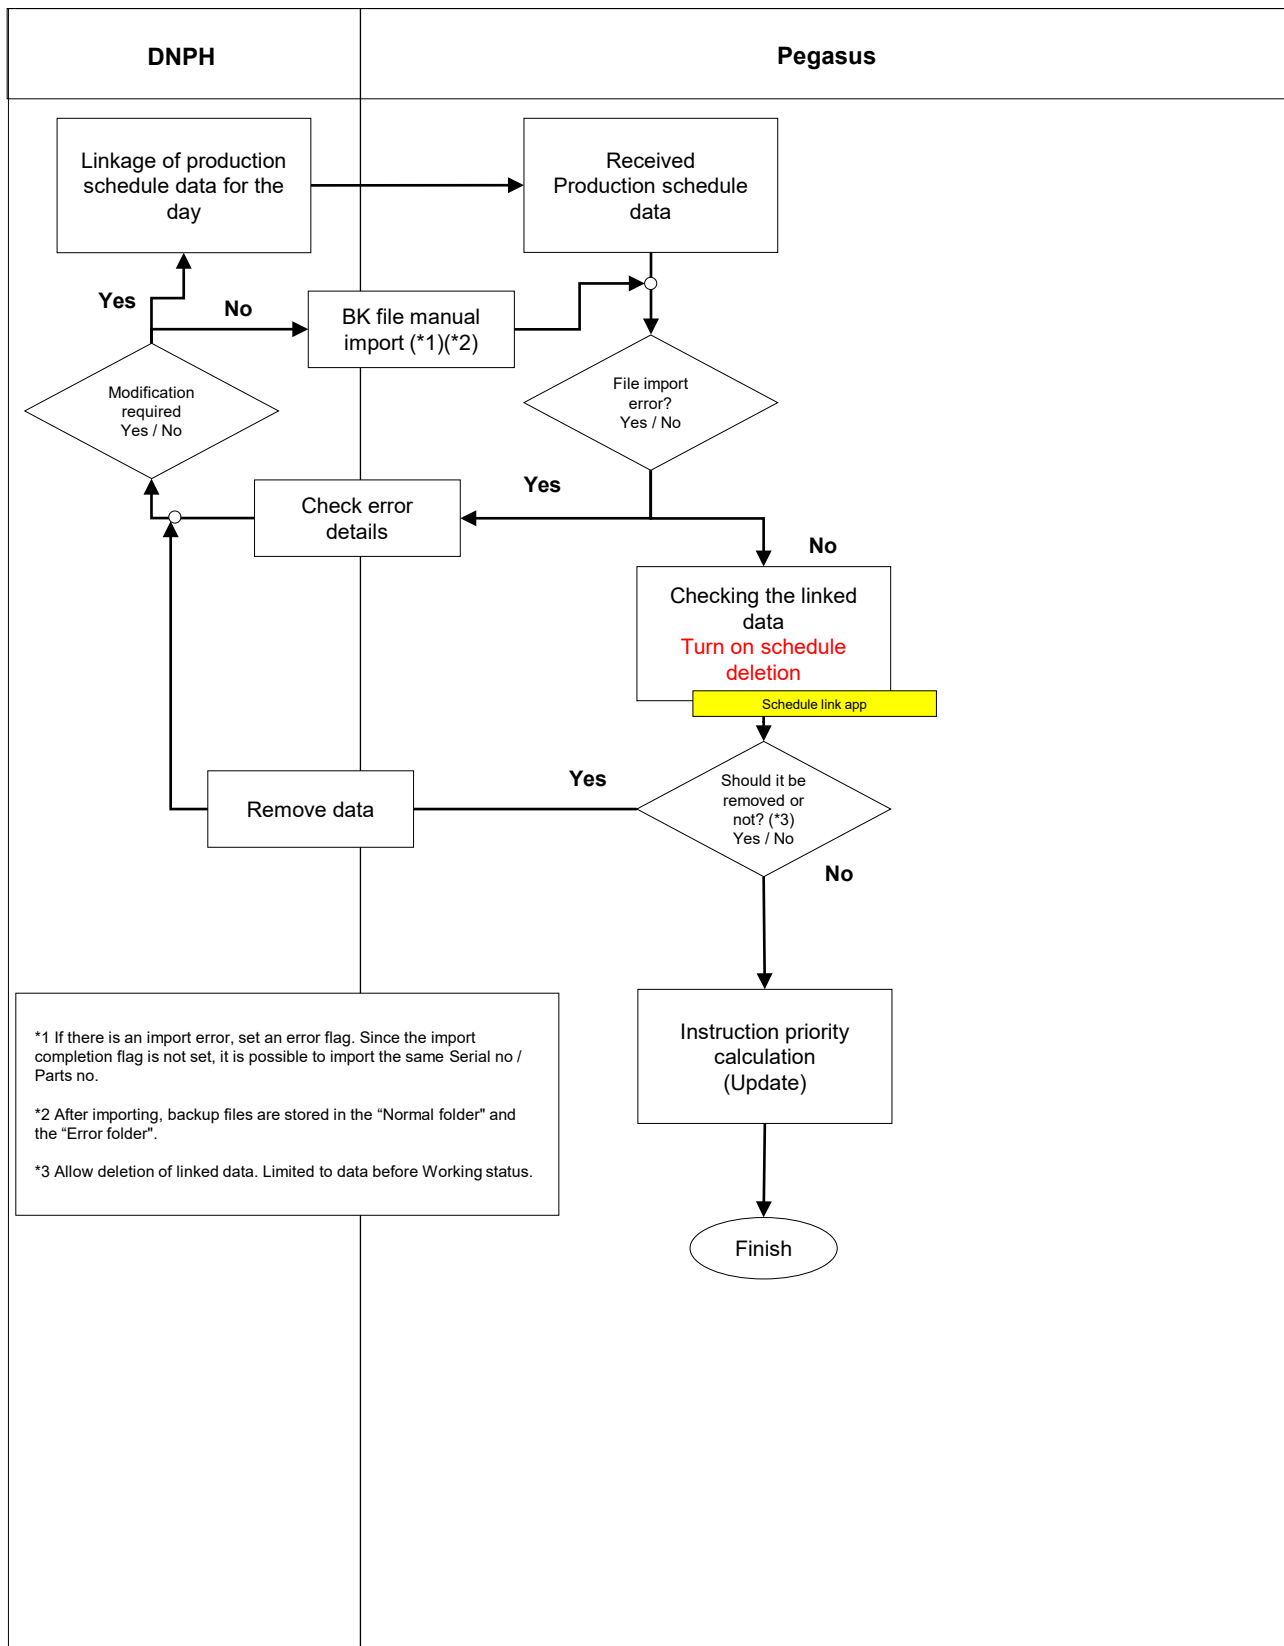 DNPH
Pegasus
Linkage of production
schedule data for the
day
Received
Production schedule
data
Yes
No
BK file manual
import (*1)(*2)
Modification
required
Yes / No
File import
error?
Yes / No
Yes
Check error
details
No
Checking the linked
data
Turn on schedule
deletion
Schedule link app
Should it be
removed or
not? (*3)
Yes / No
Yes
Remove data
No
*1 If there is an import error, set an error flag. Since the import
completion flag is not set, it is possible to import the same Serial no /
Parts no.
*2 After importing, backup files are stored in the “Normal folder" and
the “Error folder".
*3 Allow deletion of linked data. Limited to data before Working status.
Instruction priority
calculation
(Update)
Finish